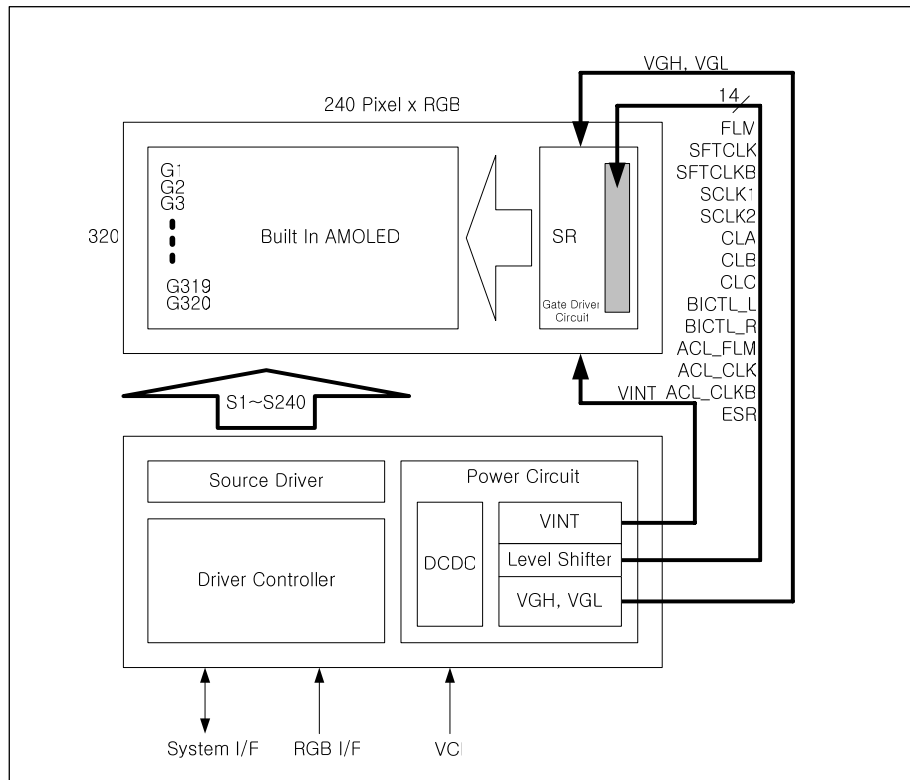 VGH, VGL
14
240 Pixel x RGB
FLM
SFTCLK
SFTCLKB
SCLK1
SCLK2
CLA
CLB
CLC
BICTL_L
BICTL_R
ACL_FLM
ACL_CLK
ACL_CLKB
ESR
G1
G2
G3
G319
G320
320
Built In AMOLED
SR
Gate Driver
Circuit
VINT
S1~S240
Source Driver
Driver Controller
Power Circuit
DCDC
VINT
Level Shifter
VGH, VGL
System I/F
RGB I/F
VCI